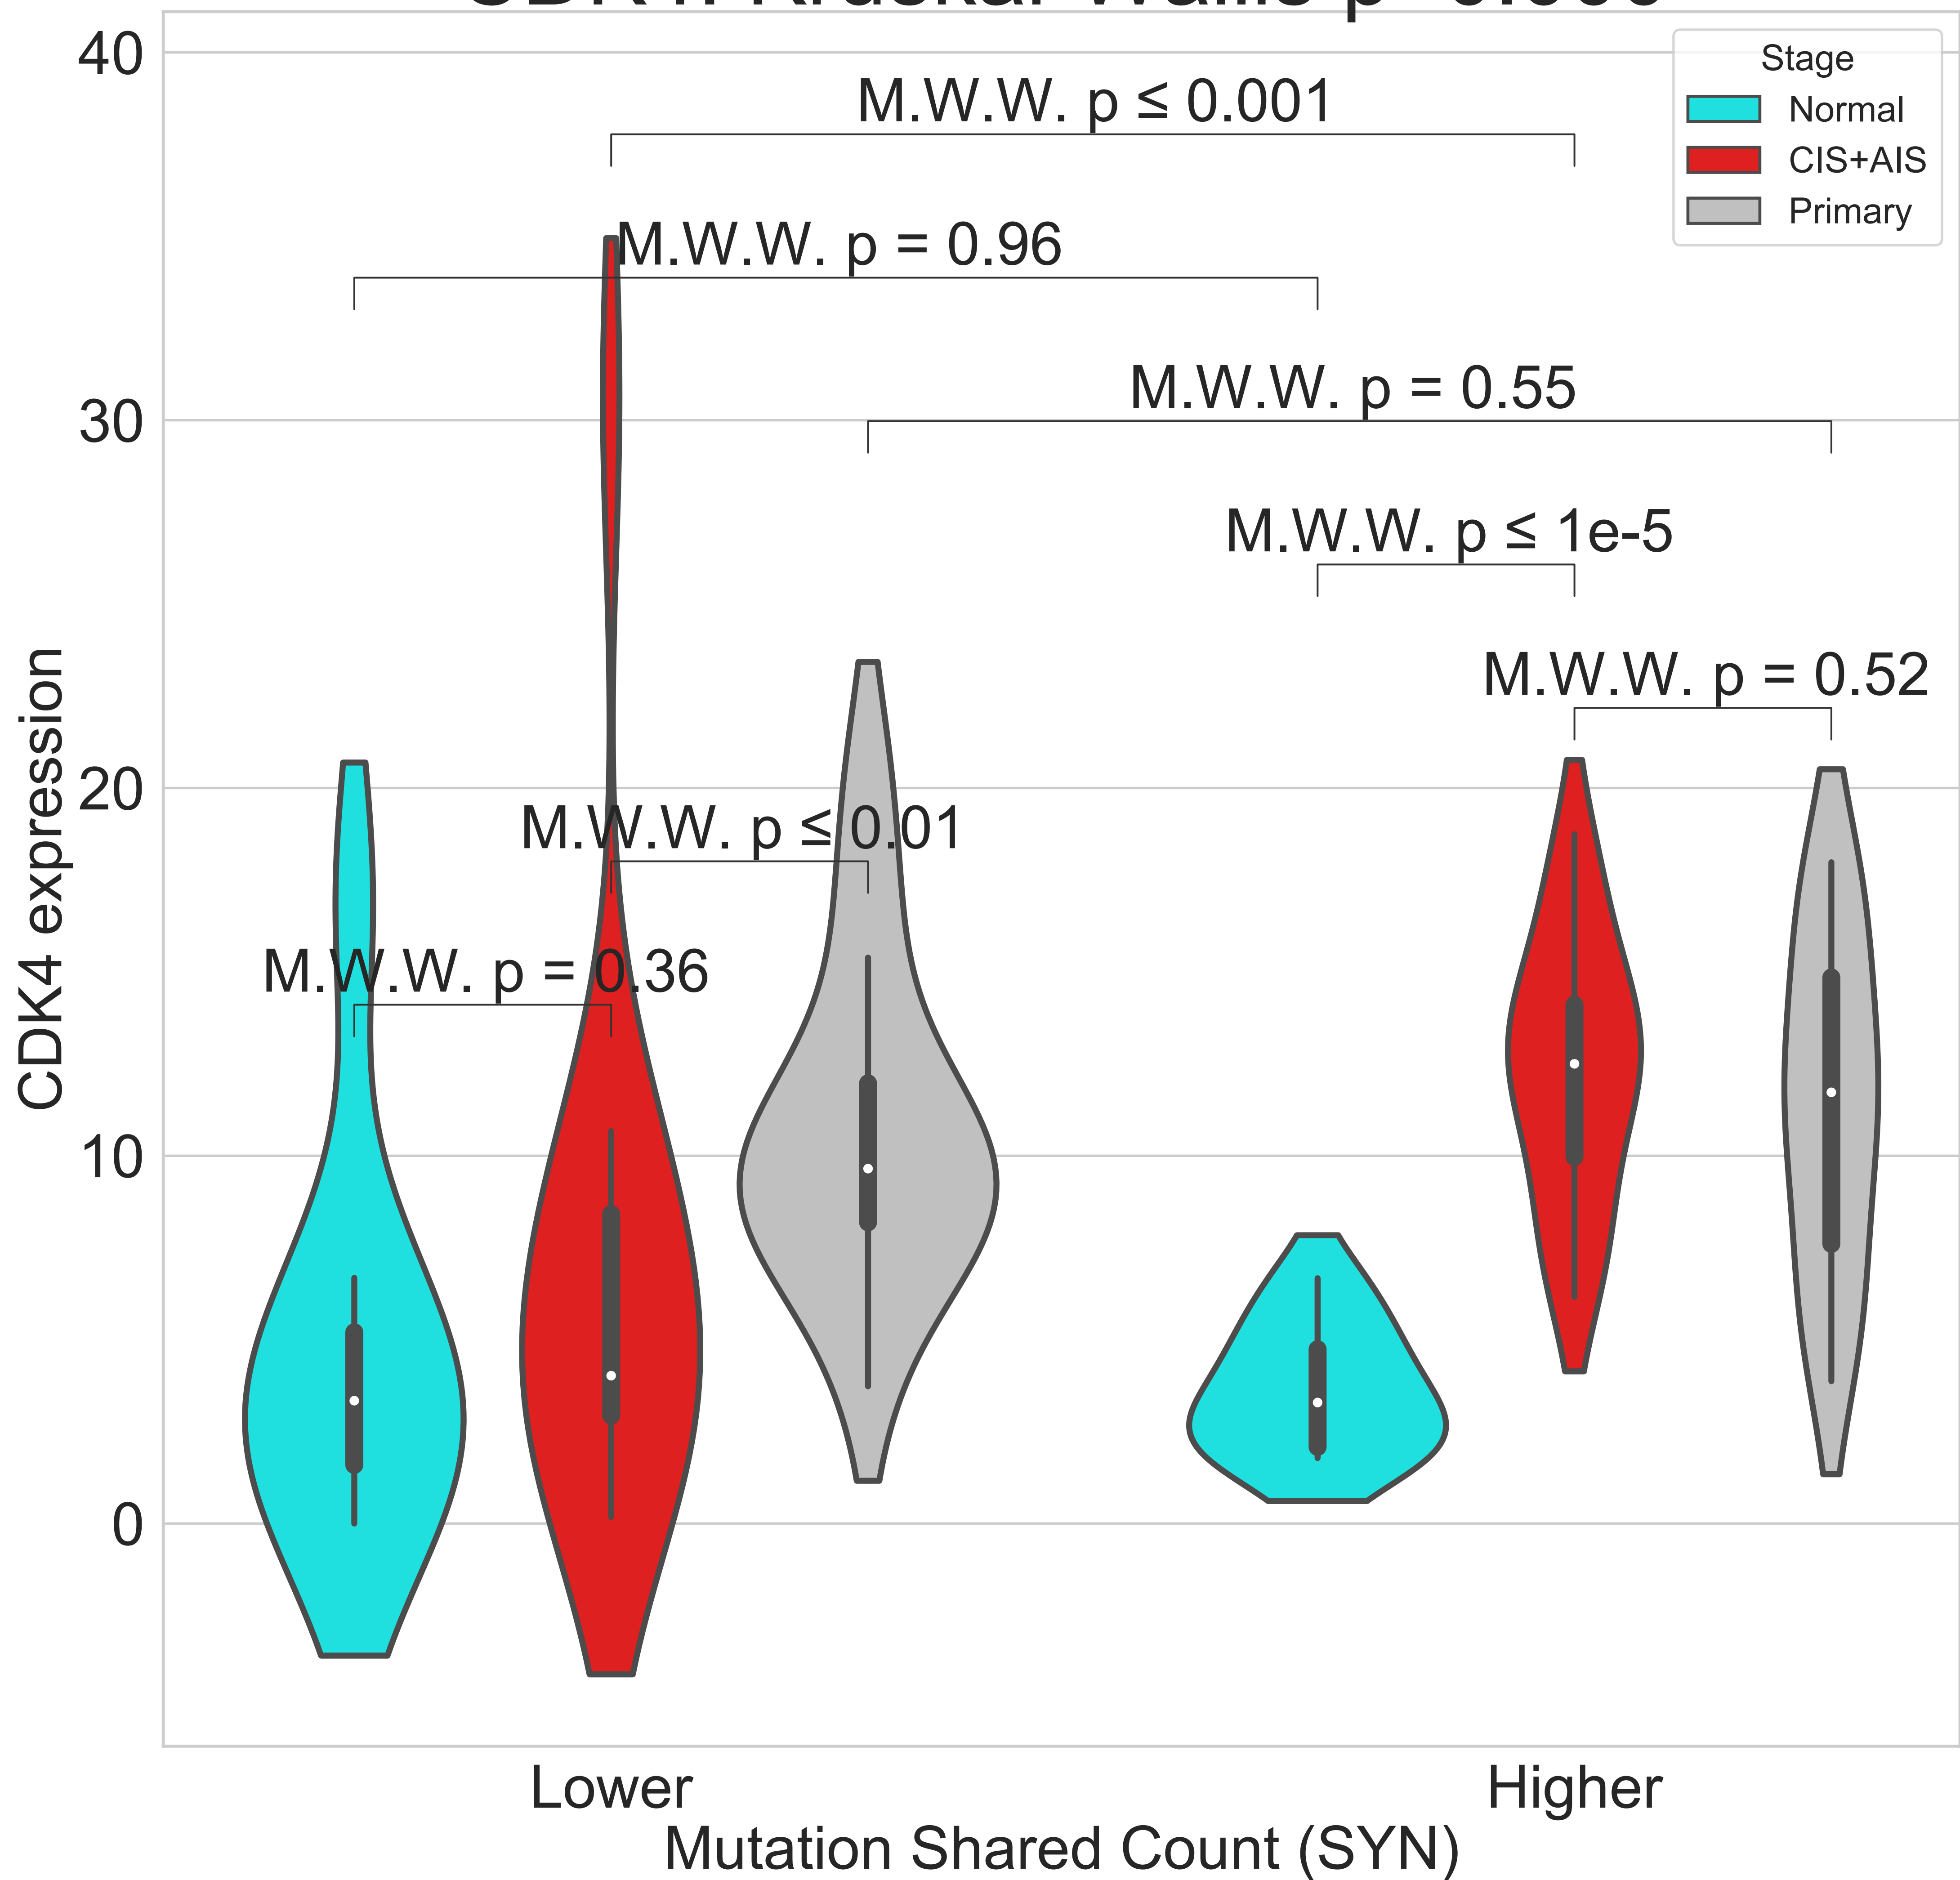 40
30
20
10
0
CDK4 expression
Stage
Normal
CIS+AIS
Primary
M.W.W. p ≤ 0.001
M.W.W. p = 0.96
M.W.W. p = 0.55
M.W.W. p ≤ 1e-5
M.W.W. p = 0.52
M.W.W. p ≤ 0.01
M.W.W. p = 0.36
Lower
Higher
Mutation Shared Count (SYN)